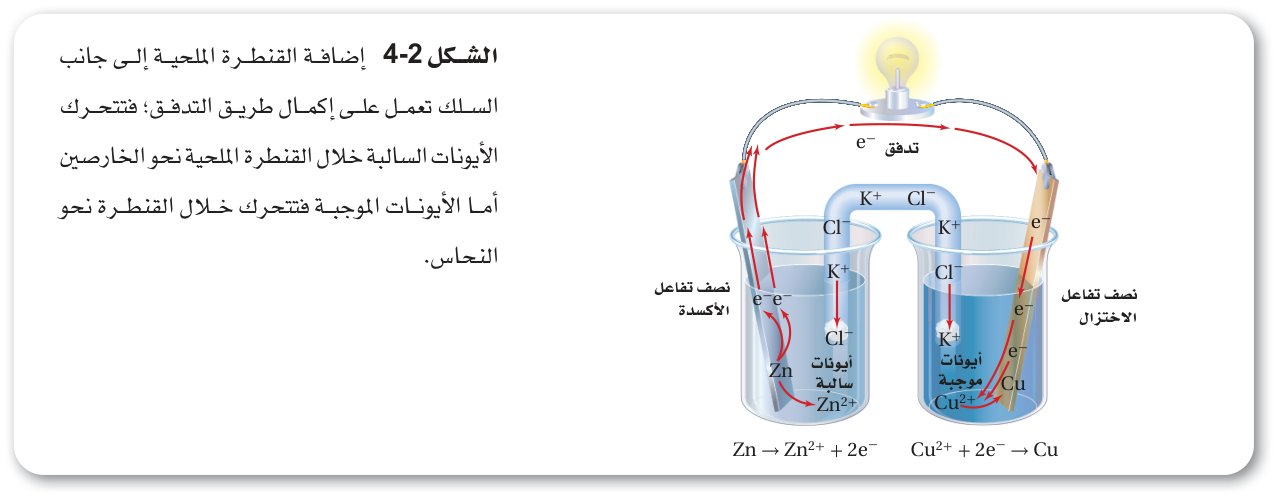 الشكل 2-4 إضافة القنطرة الملحية إلى جانب
السلك تعمل على إكمال طريق التدفق؛ فتتحرك
الأيونات السالبة خلال القنطرة الملحية نحو الخارصين
أما الأيونات الموجبة فتتحرك خلال القنطرة نحو
النحاس.
تدفق e⁻
K⁺ Cl⁻
Cl⁻ K⁺
e⁻
K⁺ Cl⁻
نصف تفاعل
الأكسدة
نصف تفاعل
الاختزال
e⁻ e⁻
e⁻
Cl⁻ K⁺
e⁻
أيونات
سالبة
أيونات
موجبة
Zn
Cu
Zn²⁺ Cu²⁺
Zn → Zn²⁺ + 2e⁻
Cu²⁺ + 2e⁻ → Cu